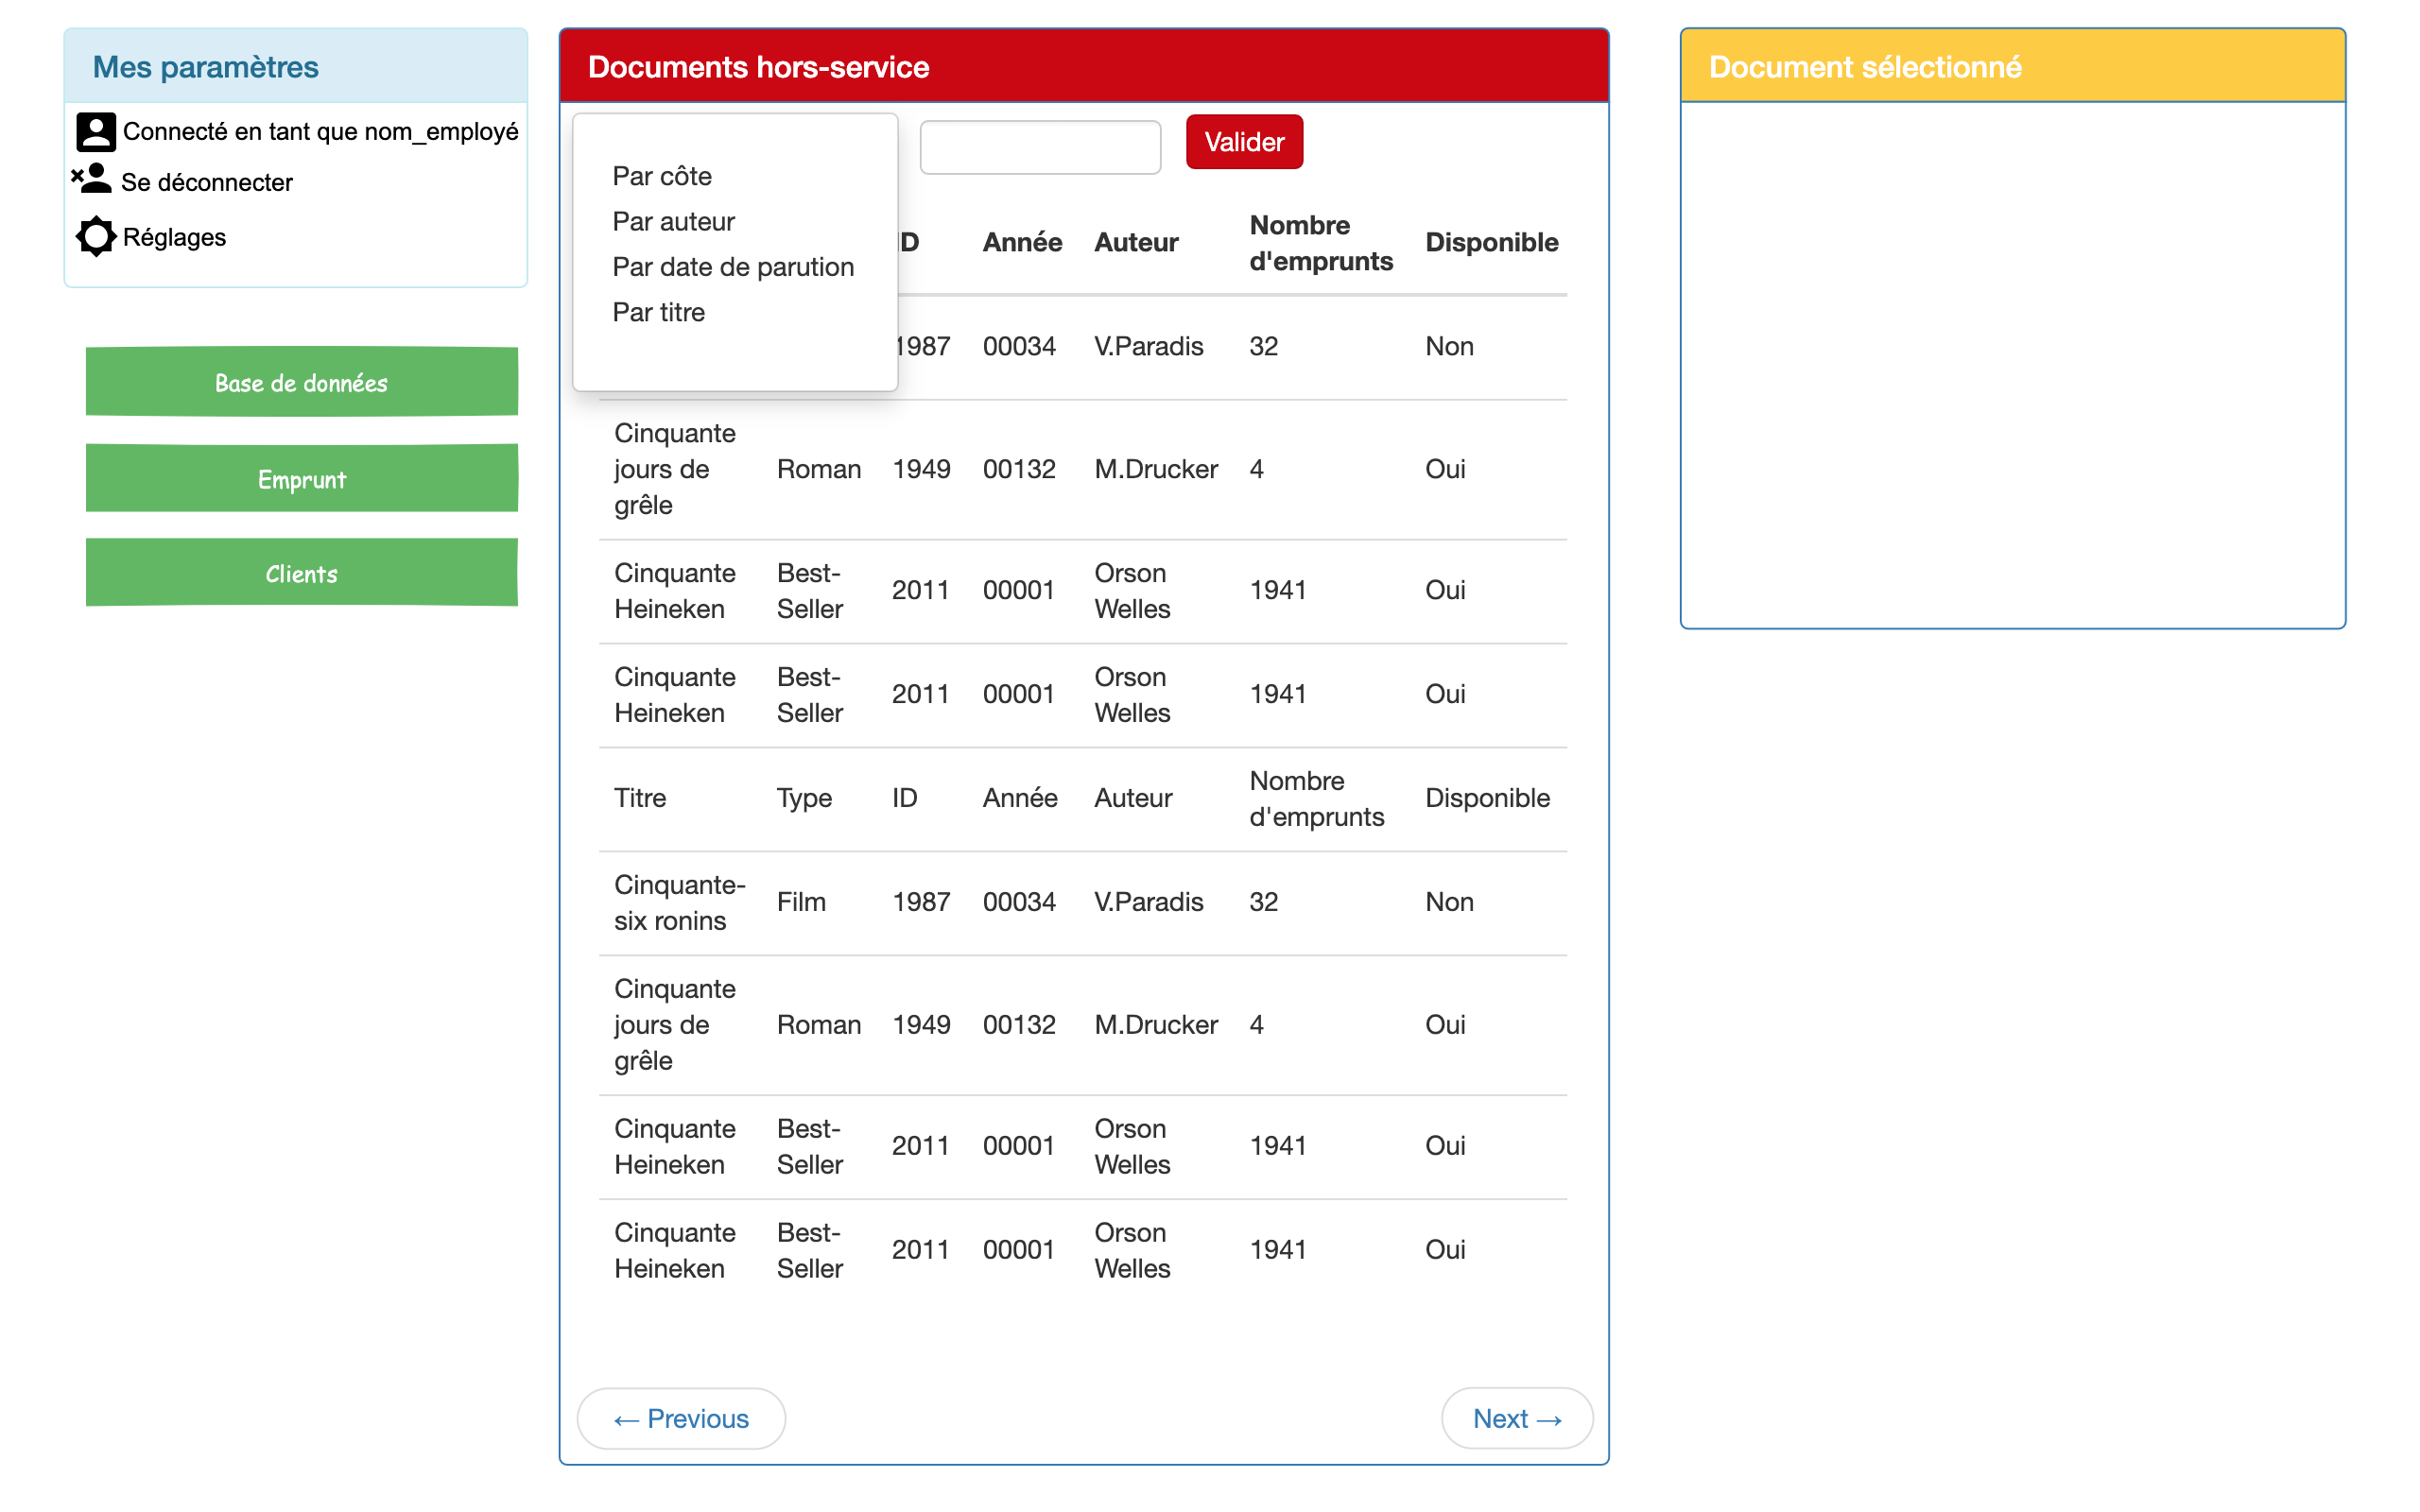 Mes paramètres
Connecté en tant que nom_employé
Se déconnecter
Réglages
Base de données
Emprunt
Clients
Documents hors-service
Par côte
Par auteur
Par date de parution
Par titre
Valider
ID Année Auteur Nombre d'emprunts Disponible
1987 00034 V.Paradis 32 Non
Cinquante jours de grêle Roman 1949 00132 M.Drucker 4 Oui
Cinquante Heineken Best-Seller 2011 00001 Orson Welles 1941 Oui
Cinquante Heineken Best-Seller 2011 00001 Orson Welles 1941 Oui
Titre Type ID Année Auteur Nombre d'emprunts Disponible
Cinquante-six ronins Film 1987 00034 V.Paradis 32 Non
Cinquante jours de grêle Roman 1949 00132 M.Drucker 4 Oui
Cinquante Heineken Best-Seller 2011 00001 Orson Welles 1941 Oui
Cinquante Heineken Best-Seller 2011 00001 Orson Welles 1941 Oui
← Previous
Next →
Document sélectionné